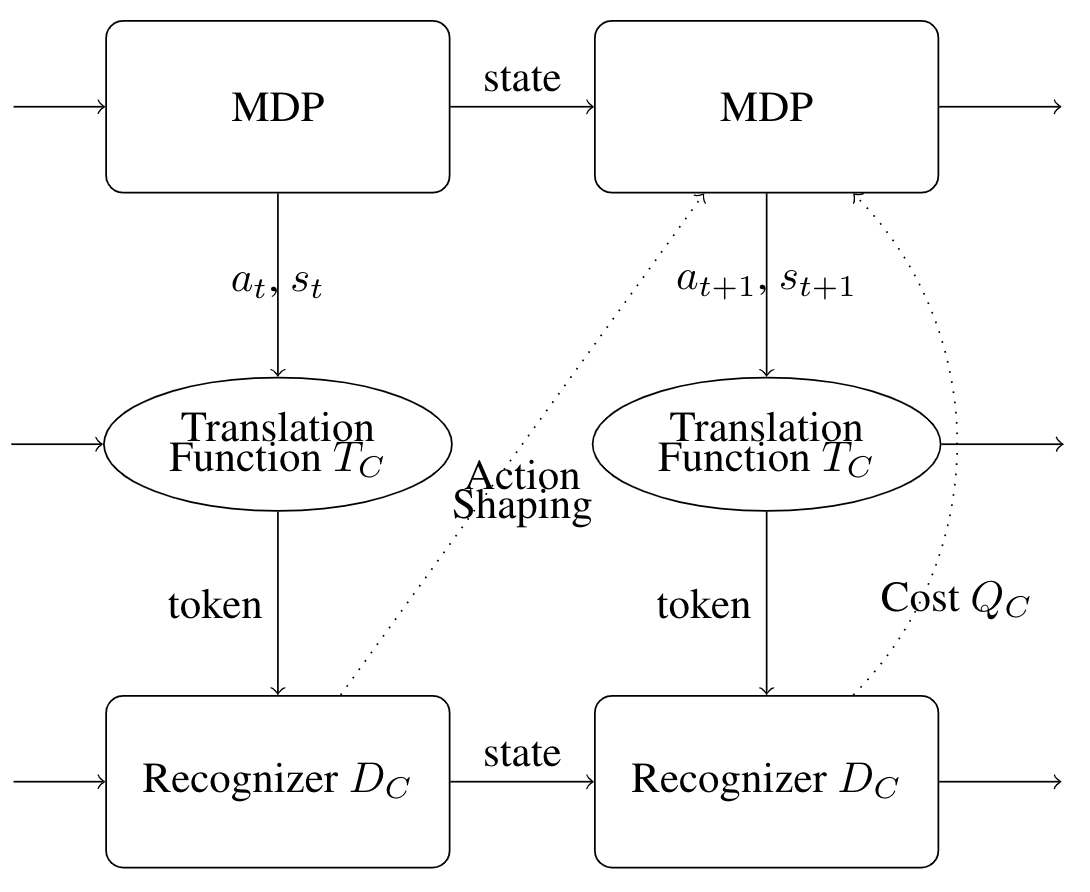 MDP
state
MDP
a_t, s_t
a_{t+1}, s_{t+1}
Translation
Function T_C
Translation
Function T_C
Action
Shaping
token
token
Cost Q_C
Recognizer D_C
state
Recognizer D_C